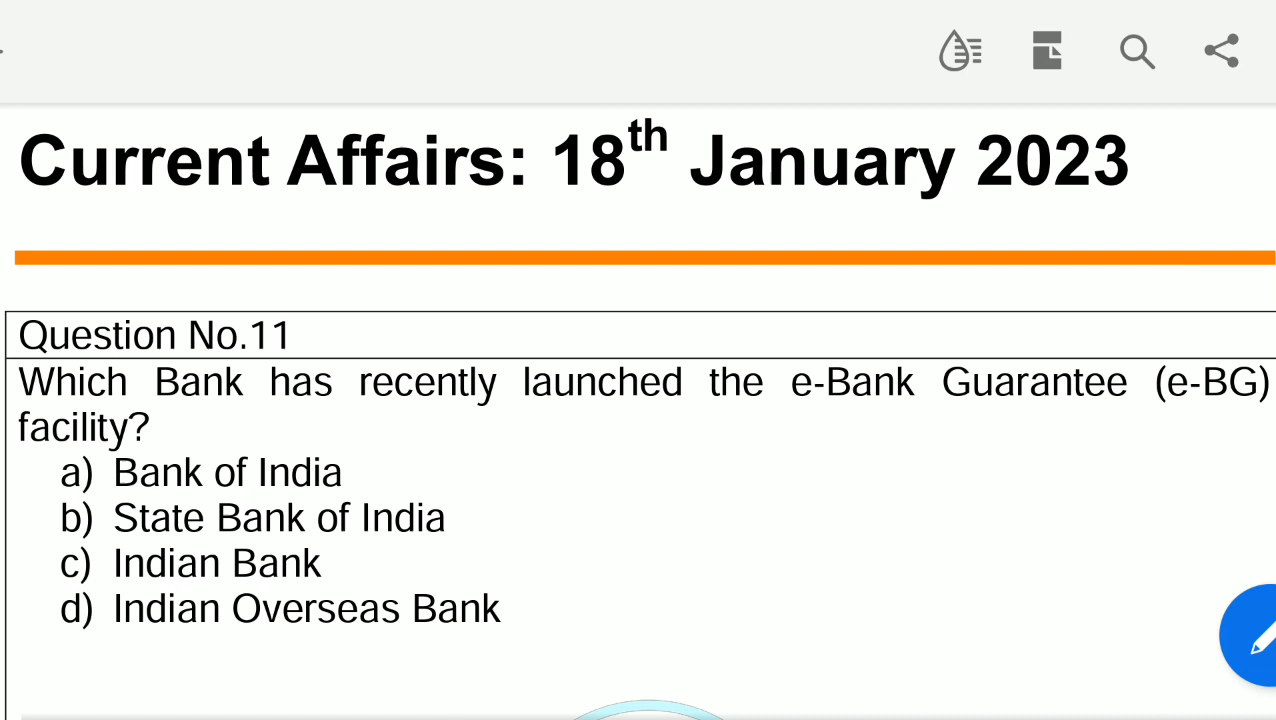 Current Affairs: 18th January 2023
Question No.11
Which Bank has recently launched the e-Bank Guarantee (e-BG)
facility?
a) Bank of India
b) State Bank of India
c) Indian Bank
d) Indian Overseas Bank